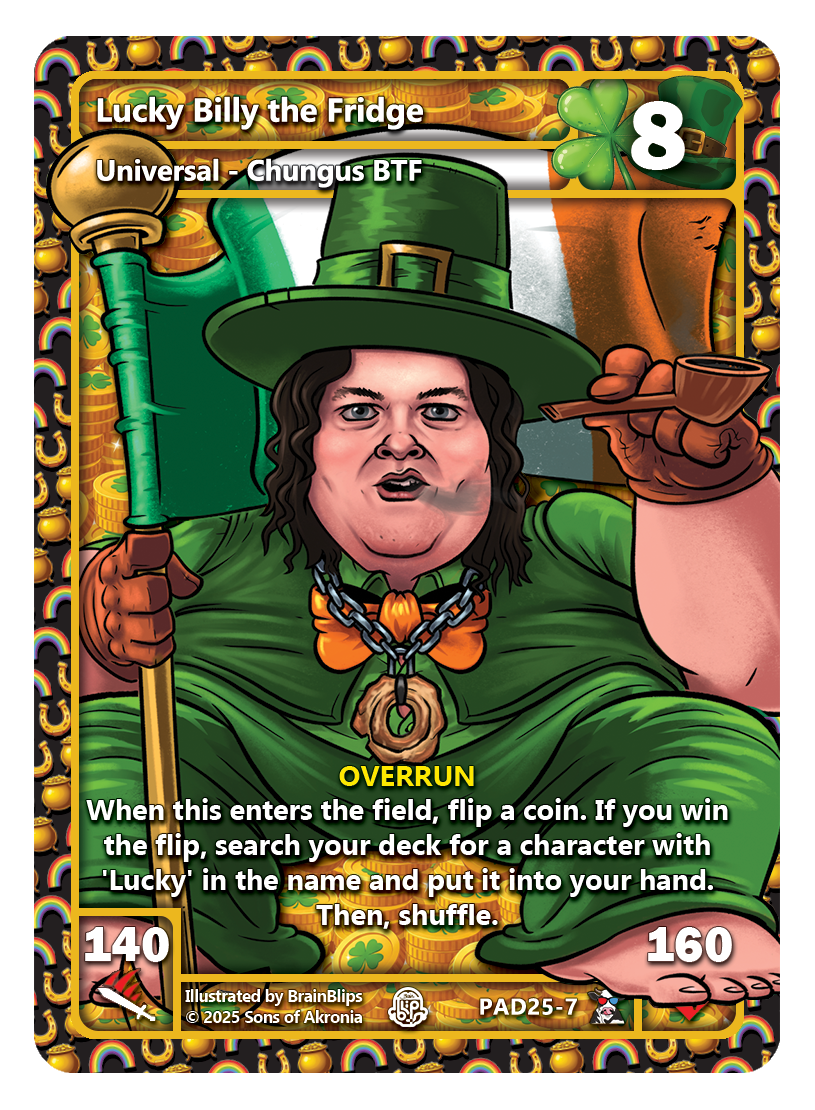 Lucky Billy the Fridge
8
Universal - Chungus BTF
OVERRUN
When this enters the field, flip a coin. If you win
the flip, search your deck for a character with
'Lucky' in the name and put it into your hand.
Then, shuffle.
140
160
Illustrated by BrainBlips
© 2025 Sons of Akronia
PAD25-7